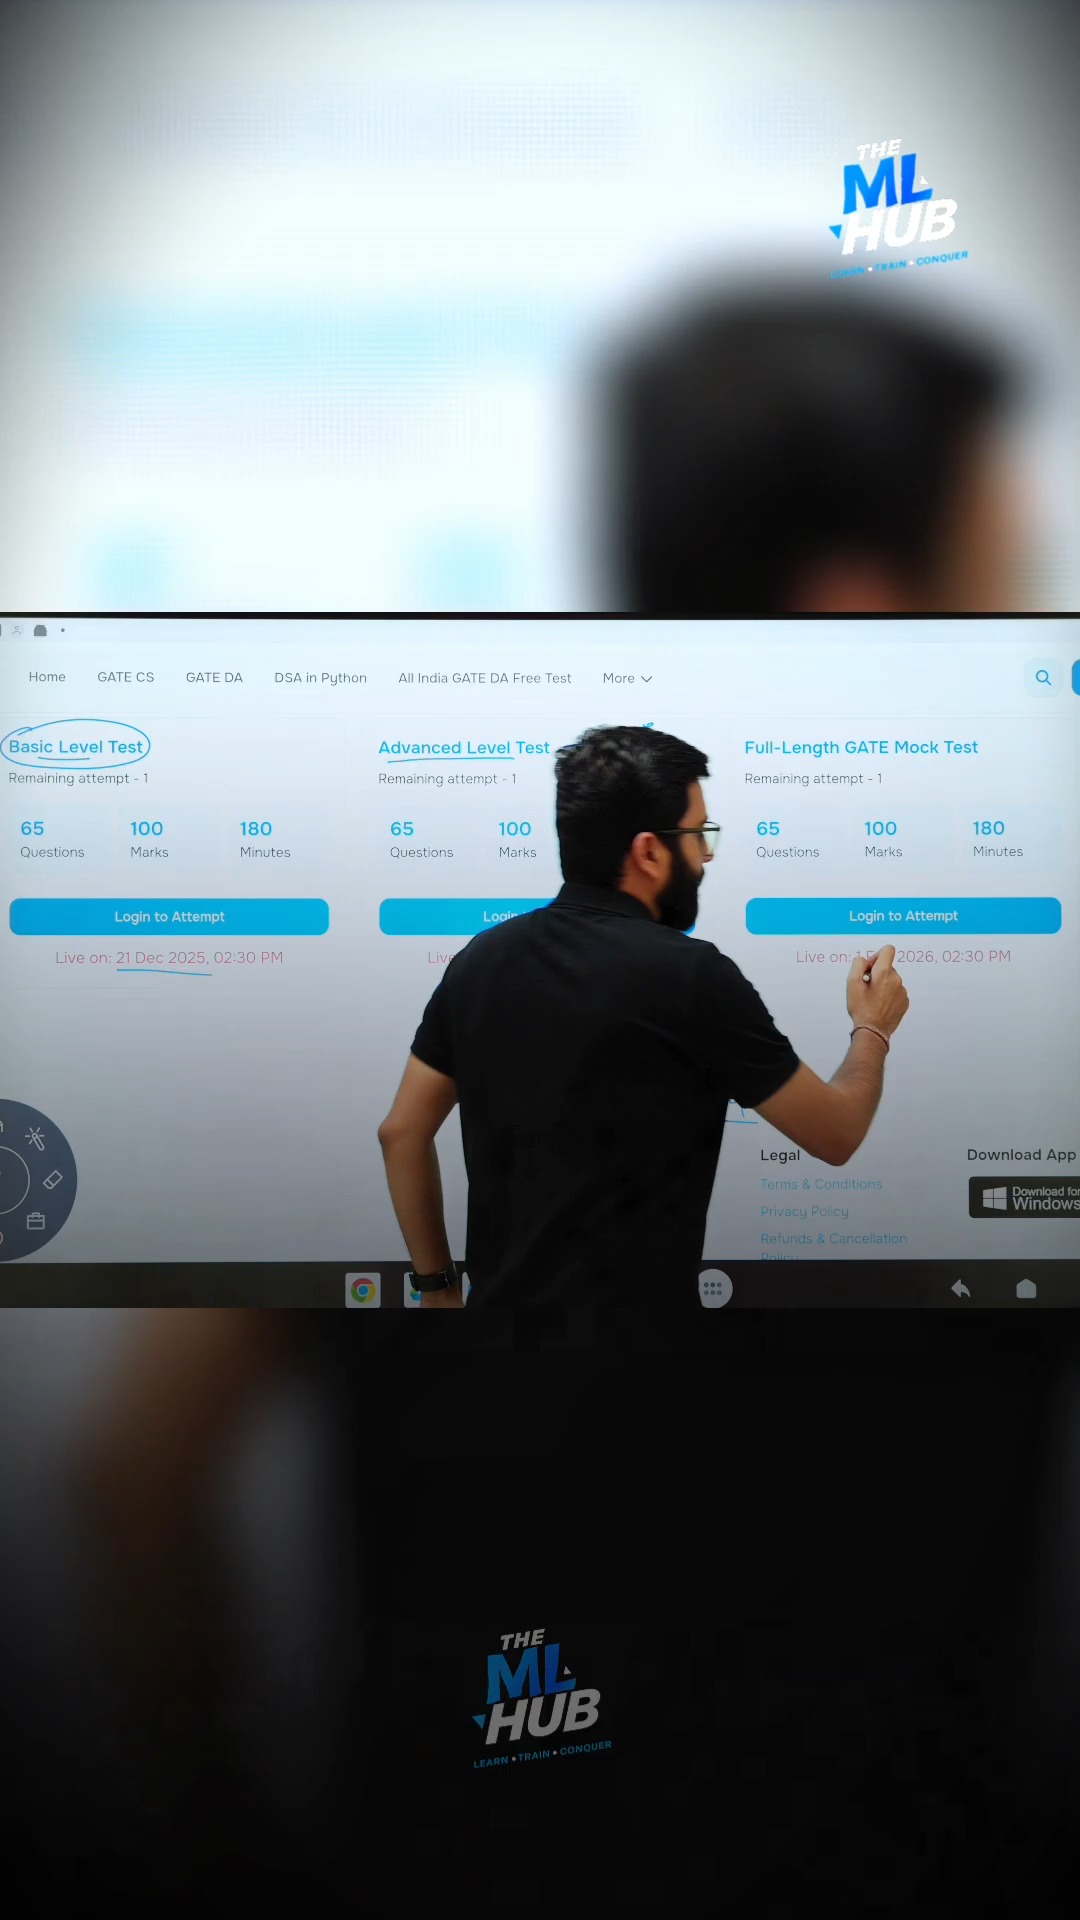 THE
ML
HUB
LEARN • TRAIN • CONQUER
Home GATE CS GATE DA DSA in Python All India GATE DA Free Test More
Basic Level Test
Remaining attempt - 1
65 100 180
Questions Marks Minutes
Login to Attempt
Live on: 21 Dec 2025, 02:30 PM
Advanced Level Test
Remaining attempt - 1
65 100
Questions Marks
Live
Full-Length GATE Mock Test
Remaining attempt - 1
65 100 180
Questions Marks Minutes
Login to Attempt
Live on: 1 2026, 02:30 PM
Legal
Terms & Conditions
Privacy Policy
Refunds & Cancellation
Policy
Download App
Download for
Windows
THE
ML
HUB
LEARN • TRAIN • CONQUER